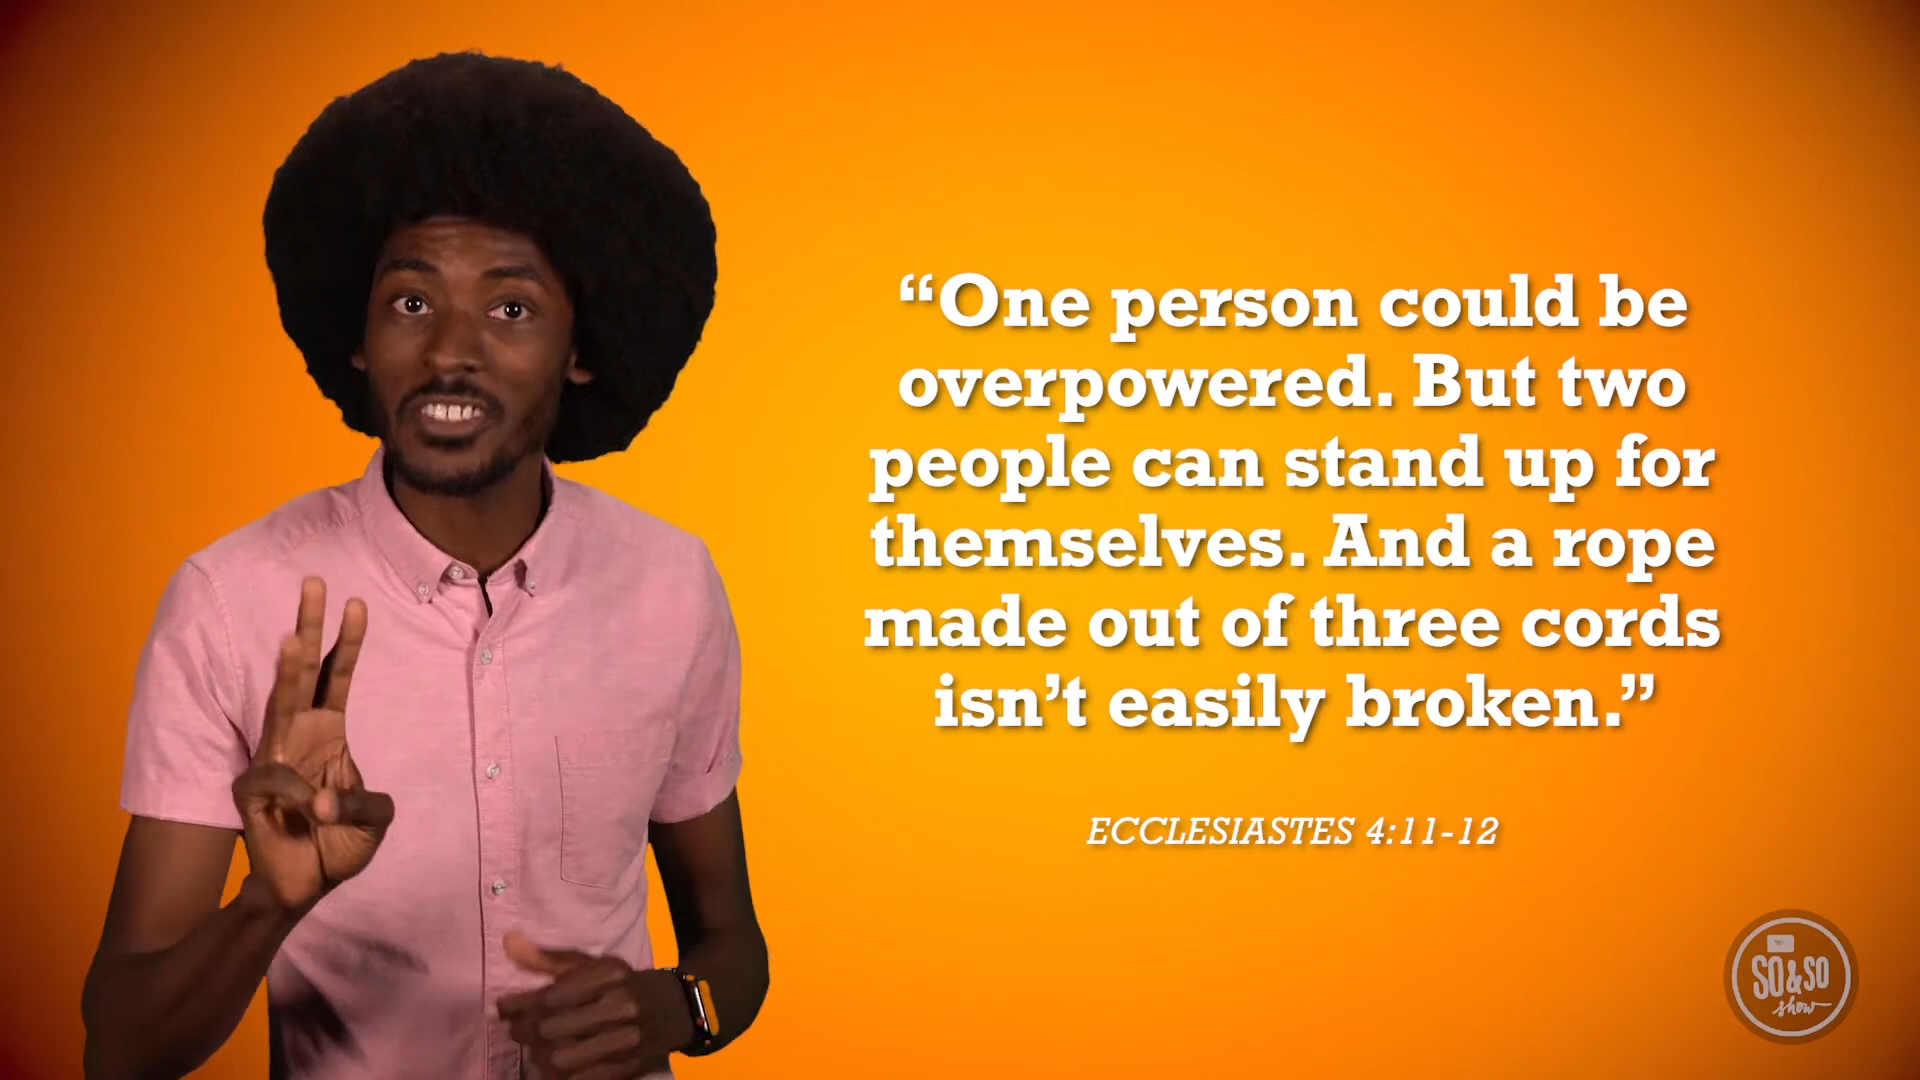 “One person could be
overpowered. But two
people can stand up for
themselves. And a rope
made out of three cords
isn’t easily broken.”
ECCLESIASTES 4:11-12
SO & SO
show